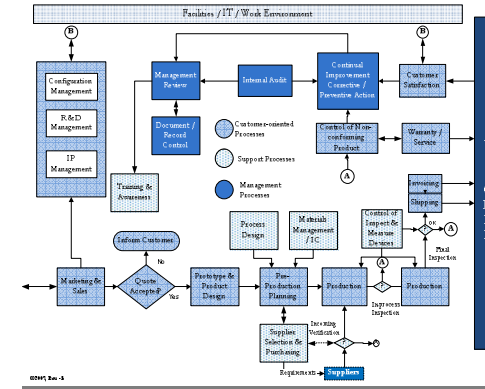 Facilities / IT / Work Environment
B
B
Configuration
Management
R&D
Management
IP
Management
Management
Review
Internal Audit
Continual
Improvement
Corrective /
Preventive Action
Customer
Satisfaction
Document /
Record
Control
Customer-oriented
Processes
Support Processes
Management
Processes
Control of Non-
conforming
Product
Warranty /
Service
A
Training &
Awareness
Invoicing
Shipping
Process
Design
Materials
Management
/ IC
Control of
Inspect &
Measure
Devices
OK
A
Inform Customer
Final
Inspection
No
A
Marketing &
Sales
Quote
Accepted?
Yes
Prototype &
Product
Design
Pre-
Production
Planning
Production
Production
Inprocess
Inspection
Supplier
Selection &
Purchasing
Incoming
Verification
A
Requirements
Suppliers